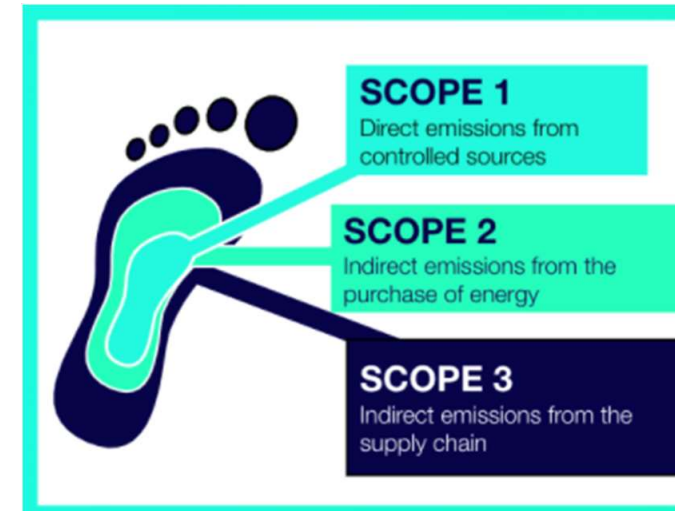 SCOPE 1
Direct emissions from
controlled sources
SCOPE 2
Indirect emissions from the
purchase of energy
SCOPE 3
Indirect emissions from the
supply chain